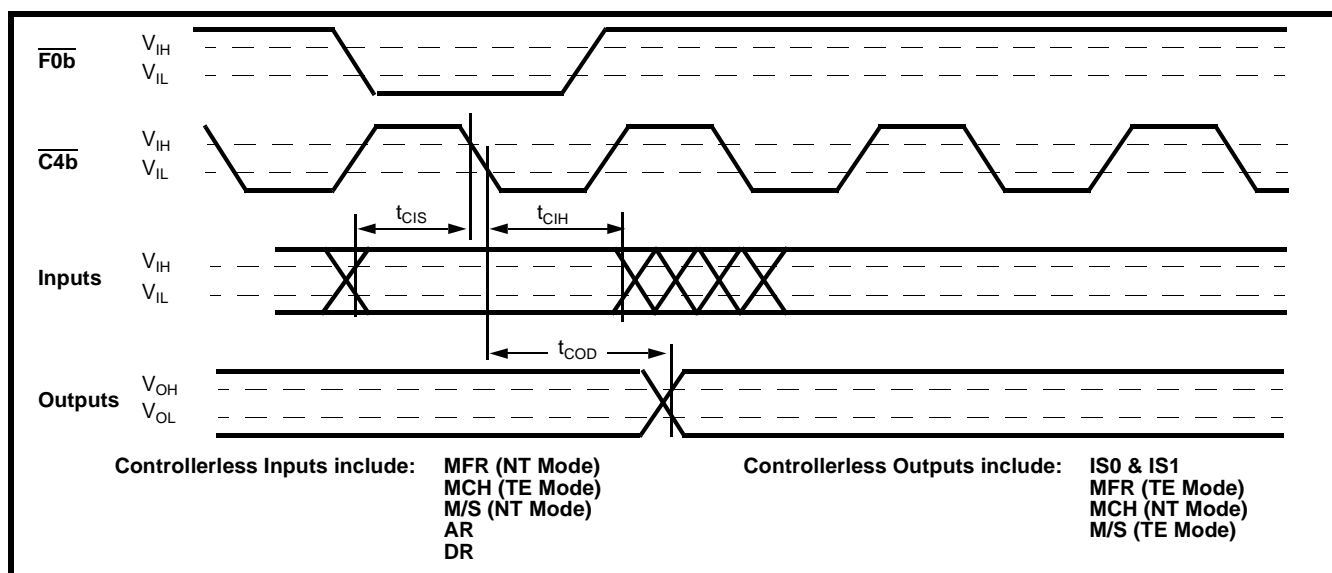 F0b
VIH
VIL
C4b
VIH
VIL
tCIS
tCIH
Inputs
VIH
VIL
tCOD
Outputs
VOH
VOL
Controllerless Inputs include: MFR (NT Mode)
MCH (TE Mode)
M/S (NT Mode)
AR
DR
Controllerless Outputs include: IS0 & IS1
MFR (TE Mode)
MCH (NT Mode)
M/S (TE Mode)